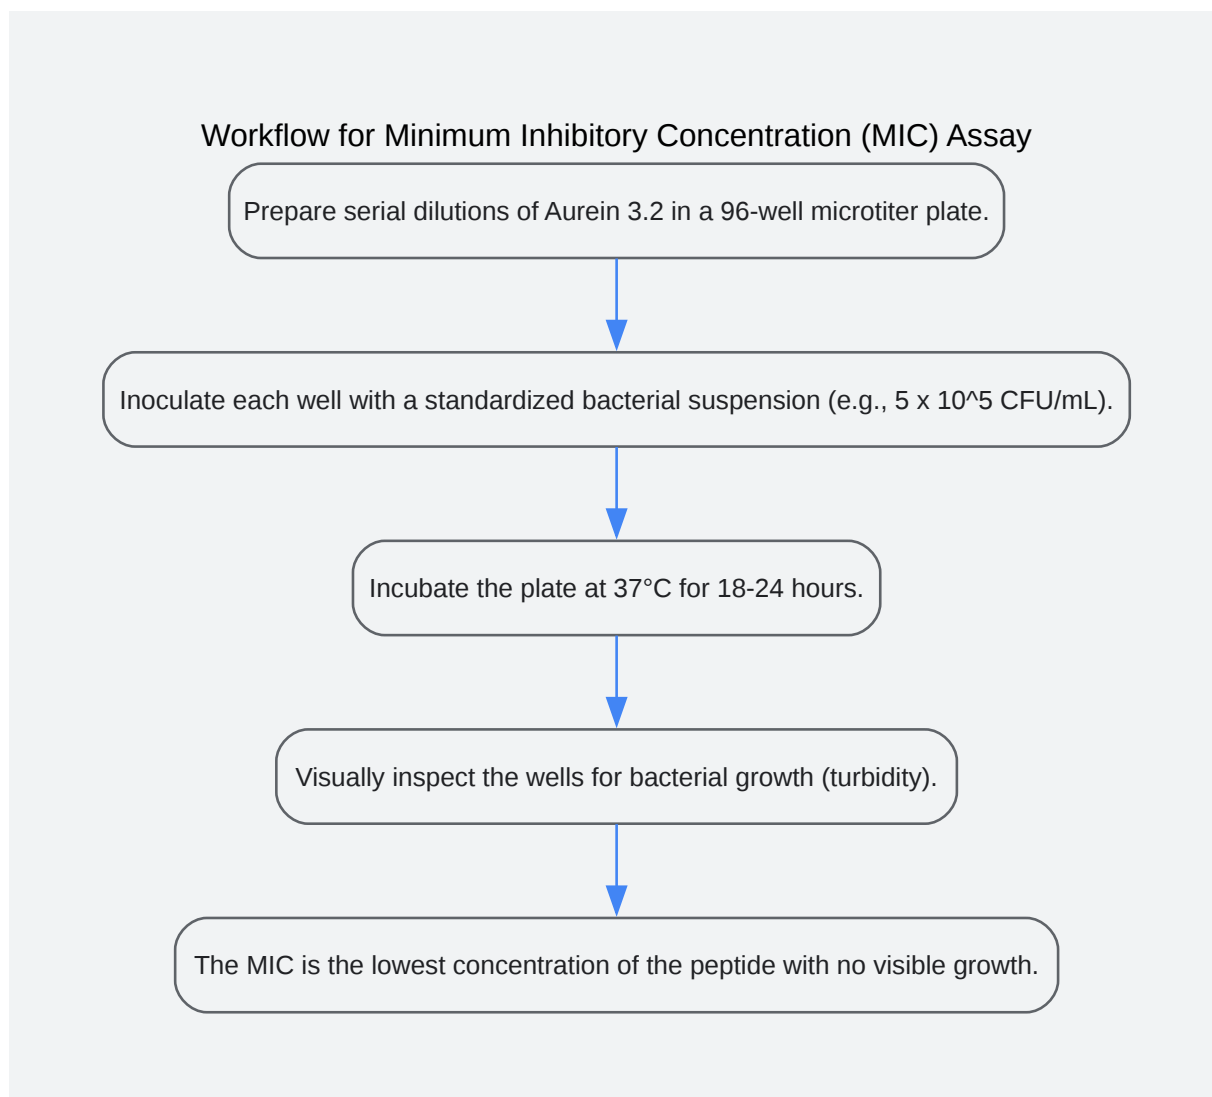 Workflow for Minimum Inhibitory Concentration (MIC) Assay
Prepare serial dilutions of Aurein 3.2 in a 96-well microtiter plate.
Inoculate each well with a standardized bacterial suspension (e.g., 5 x 10^5 CFU/mL).
Incubate the plate at 37°C for 18-24 hours.
Visually inspect the wells for bacterial growth (turbidity).
The MIC is the lowest concentration of the peptide with no visible growth.